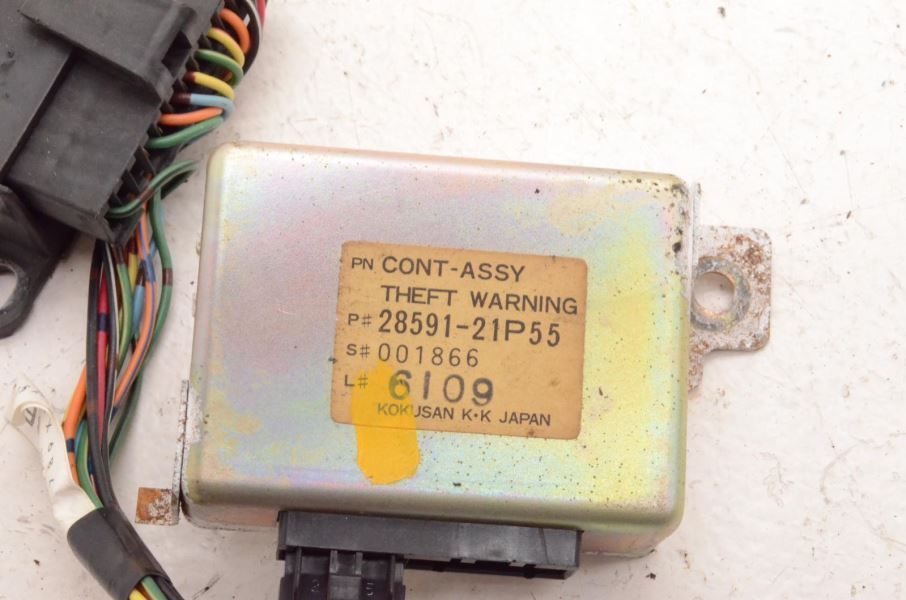 PN CONT-ASSY
THEFT WARNING
P# 28591-21P55
S# 001866
L# 6109
KOKUSAN K・K JAPAN